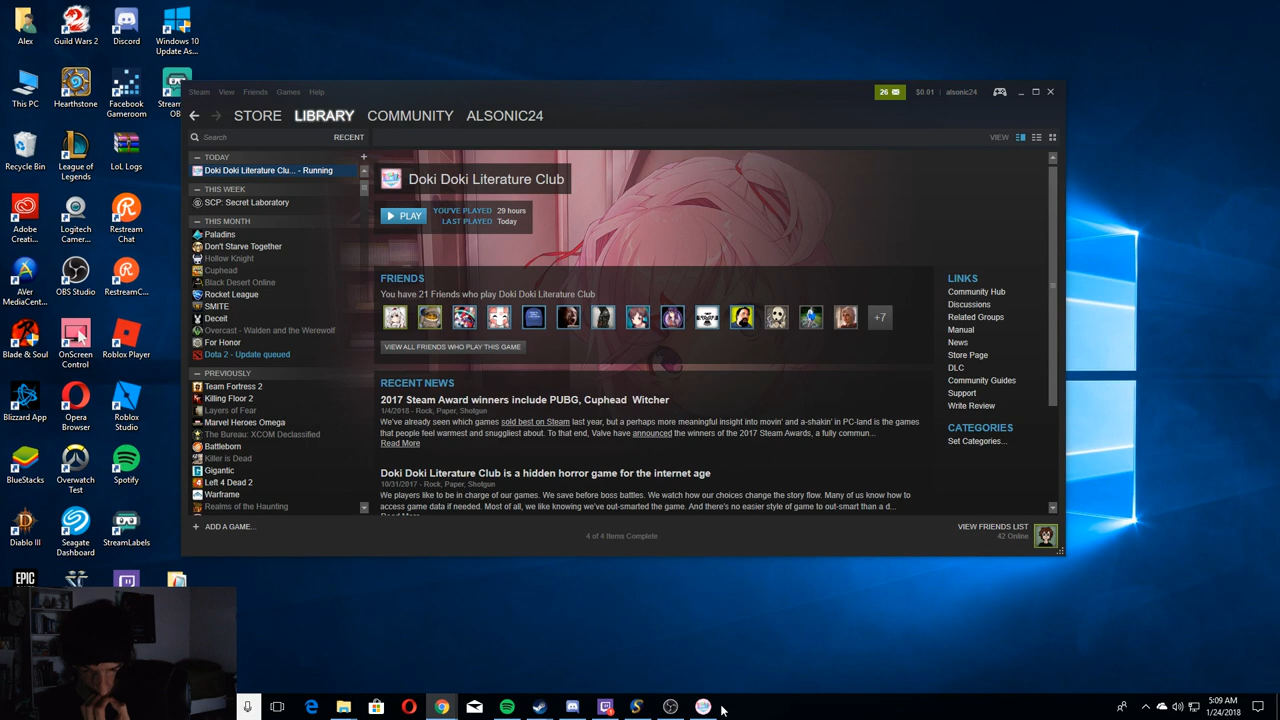 Alex
Guild Wars 2
Discord
Windows 10
Update As...
This PC
Hearthstone
Facebook
Gameroom
Stream
OB
Recycle Bin
League of
Legends
LoL Logs
Adobe
Creati...
Logitech
Camer...
Restream
Chat
AVer
MediaCent...
OBS Studio
RestreamC...
Blade & Soul
OnScreen
Control
Roblox Player
Blizzard App
Opera
Browser
Roblox
Studio
BlueStacks
Overwatch
Test
Spotify
Diablo III
Seagate
Dashboard
StreamLabels
EPIC
Steam View Friends Games Help
26 $0.01 alsonic24
STORE LIBRARY COMMUNITY ALSONIC24
Search RECENT
VIEW
TODAY
Doki Doki Literature Clu... - Running
THIS WEEK
SCP: Secret Laboratory
THIS MONTH
Paladins
Don't Starve Together
Hollow Knight
Cuphead
Black Desert Online
Rocket League
SMITE
Deceit
Overcast - Walden and the Werewolf
For Honor
Dota 2 - Update queued
PREVIOUSLY
Team Fortress 2
Killing Floor 2
Layers of Fear
Marvel Heroes Omega
The Bureau: XCOM Declassified
Battleborn
Killer is Dead
Gigantic
Left 4 Dead 2
Warframe
Realms of the Haunting
+ ADD A GAME...
Doki Doki Literature Club
PLAY
YOU'VE PLAYED 29 hours
LAST PLAYED Today
FRIENDS
You have 21 Friends who play Doki Doki Literature Club
+7
VIEW ALL FRIENDS WHO PLAY THIS GAME
RECENT NEWS
2017 Steam Award winners include PUBG, Cuphead Witcher
1/4/2018 - Rock, Paper, Shotgun
We've already seen which games sold best on Steam last year, but a perhaps more meaningful insight into movin' and a-shakin' in PC-land is the games
that people feel warmest and snuggliest about. To that end, Valve have announced the winners of the 2017 Steam Awards, a fully commun...
Read More
Doki Doki Literature Club is a hidden horror game for the internet age
10/31/2017 - Rock, Paper, Shotgun
We players like to be in charge of our games. We save before boss battles. We watch how our choices change the story flow. Many of us know how to
access game data if needed. Most of all, we like knowing we've out-smarted the game. And there's no easier style of game to out-smart than a d...
Read More
LINKS
Community Hub
Discussions
Related Groups
Manual
News
Store Page
DLC
Community Guides
Support
Write Review
CATEGORIES
Set Categories...
4 of 4 Items Complete
VIEW FRIENDS LIST
42 Online
5:09 AM
1/24/2018